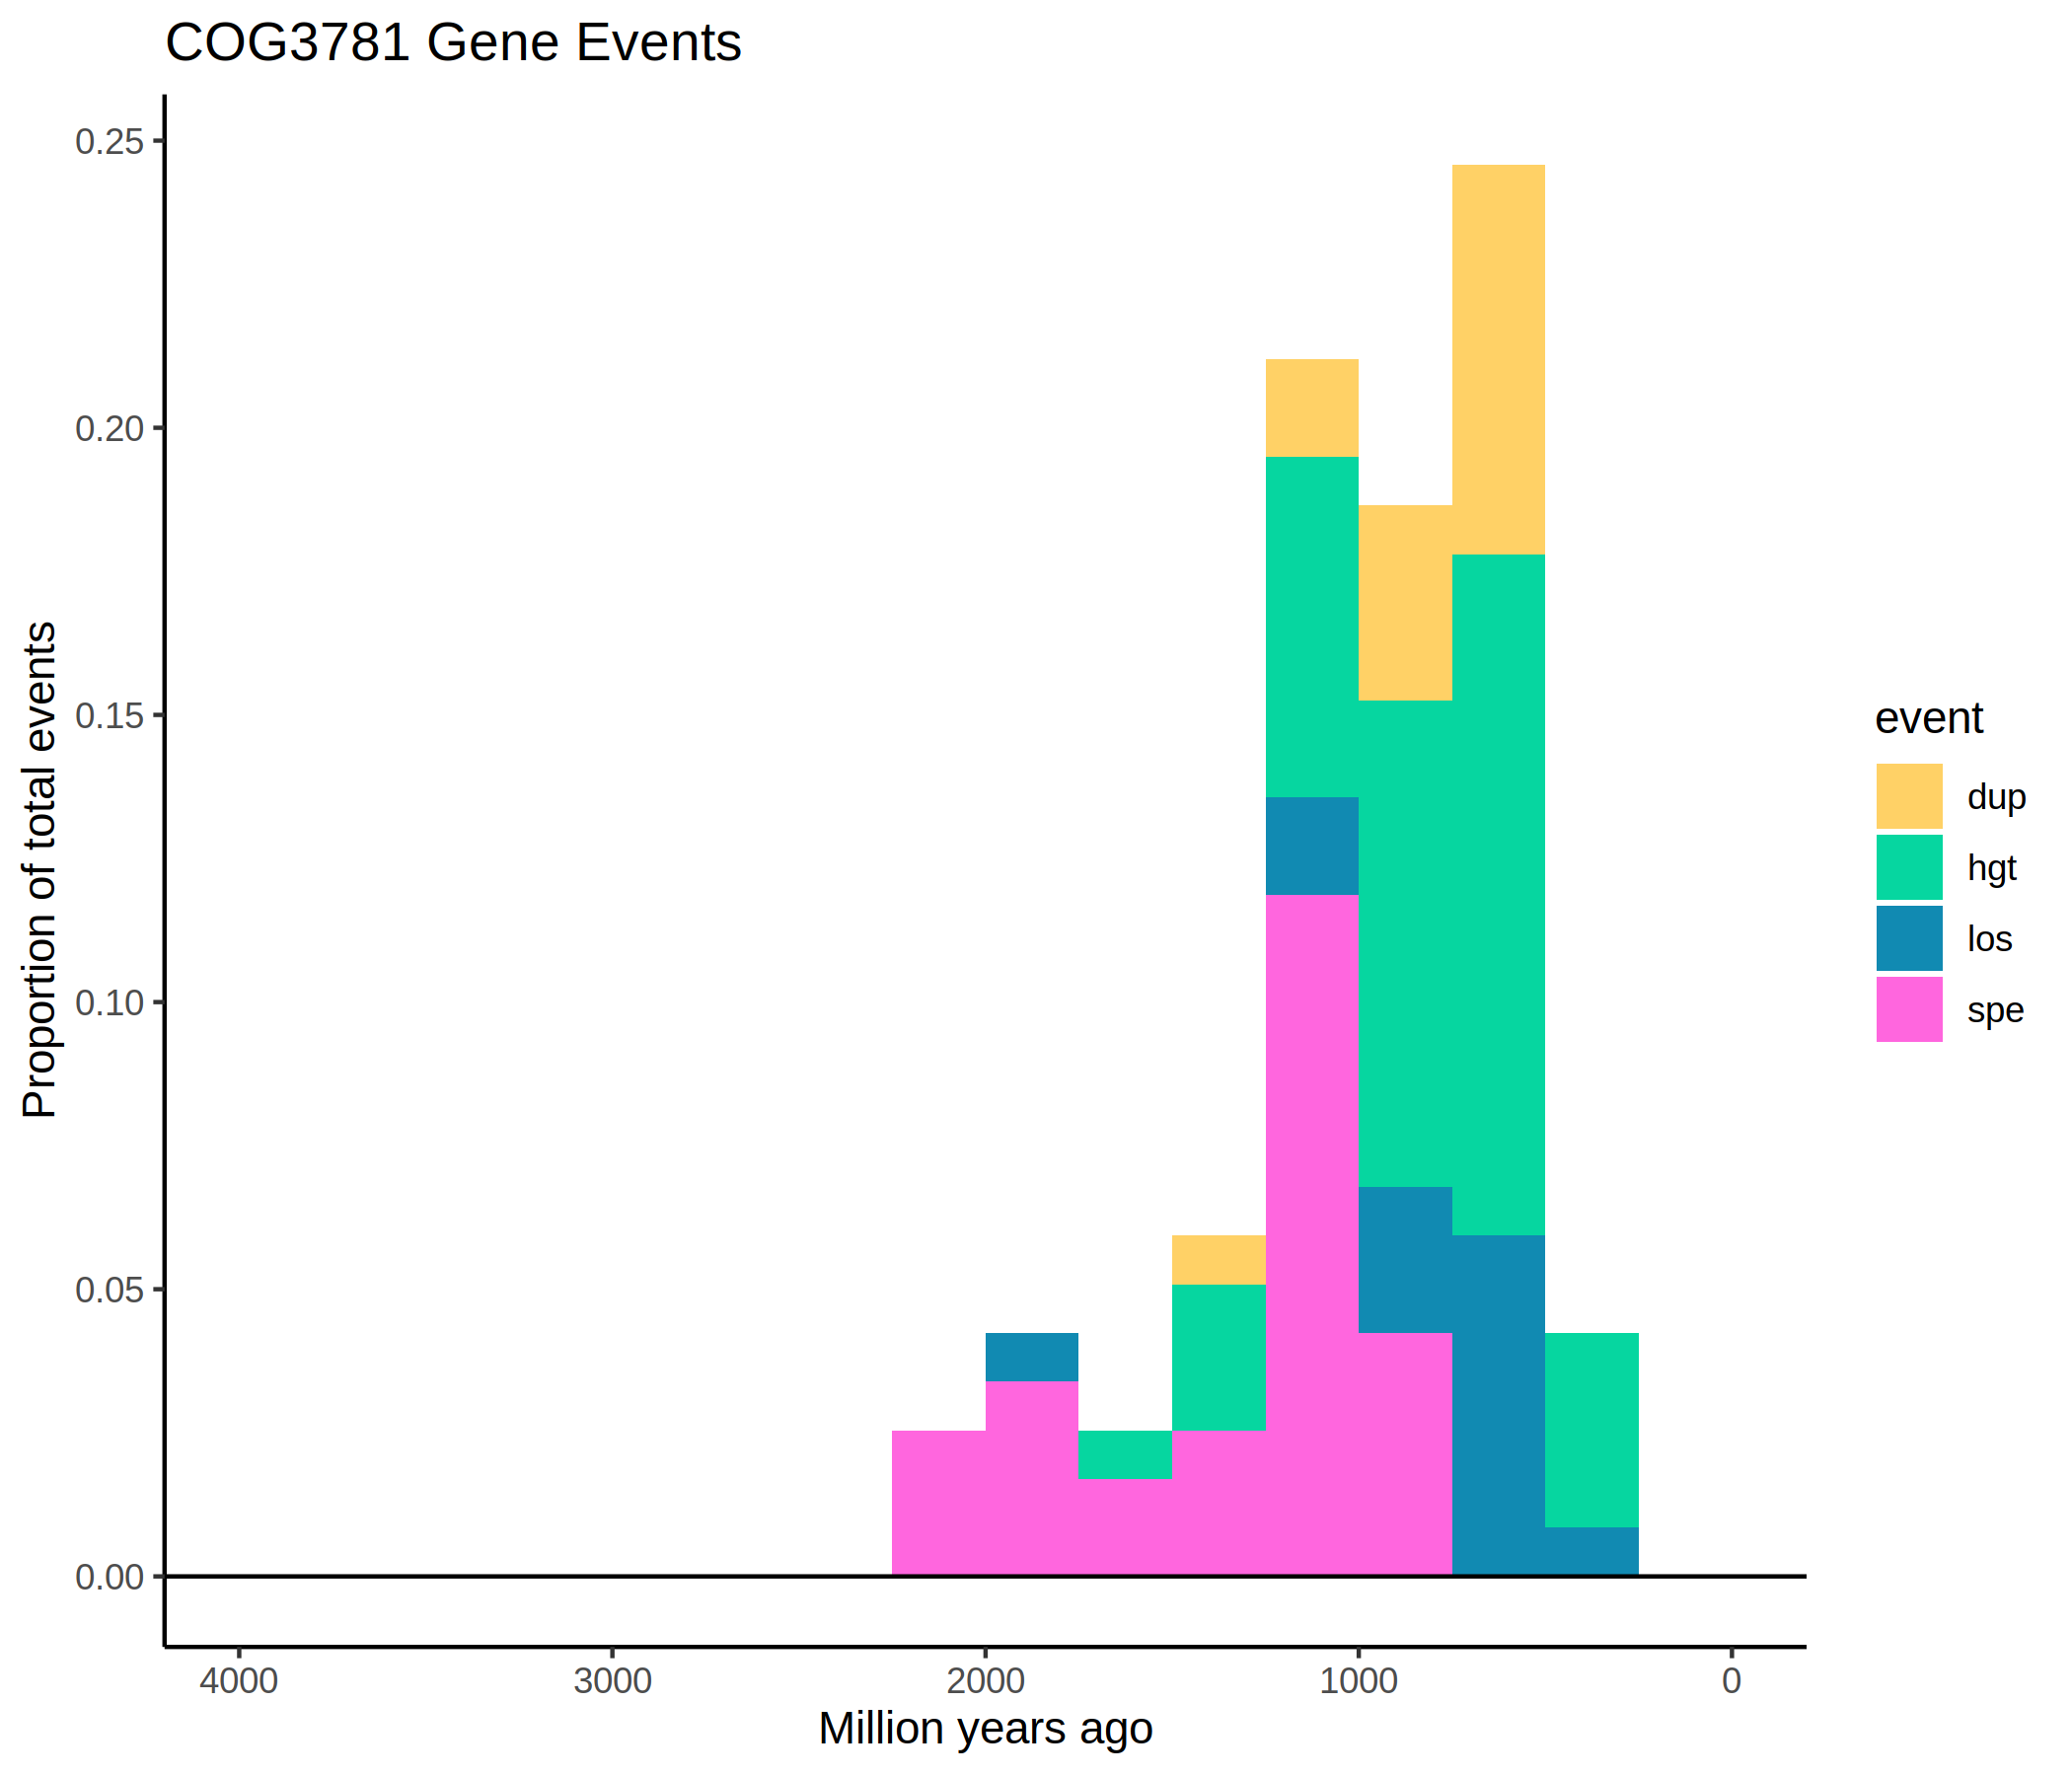 COG3781 Gene Events
Proportion of total events
0.25
0.20
0.15
0.10
0.05
0.00
4000 3000 2000 1000 0
Million years ago
event
dup
hgt
los
spe